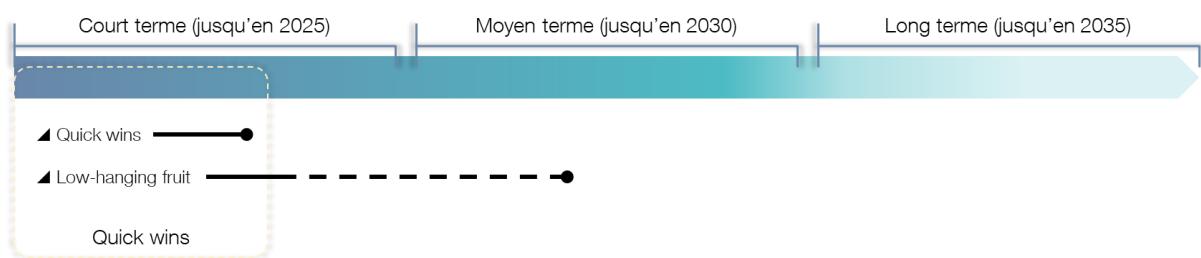 Court terme (jusqu’en 2025)
Moyen terme (jusqu’en 2030)
Long terme (jusqu’en 2035)
Quick wins
Low-hanging fruit
Quick wins